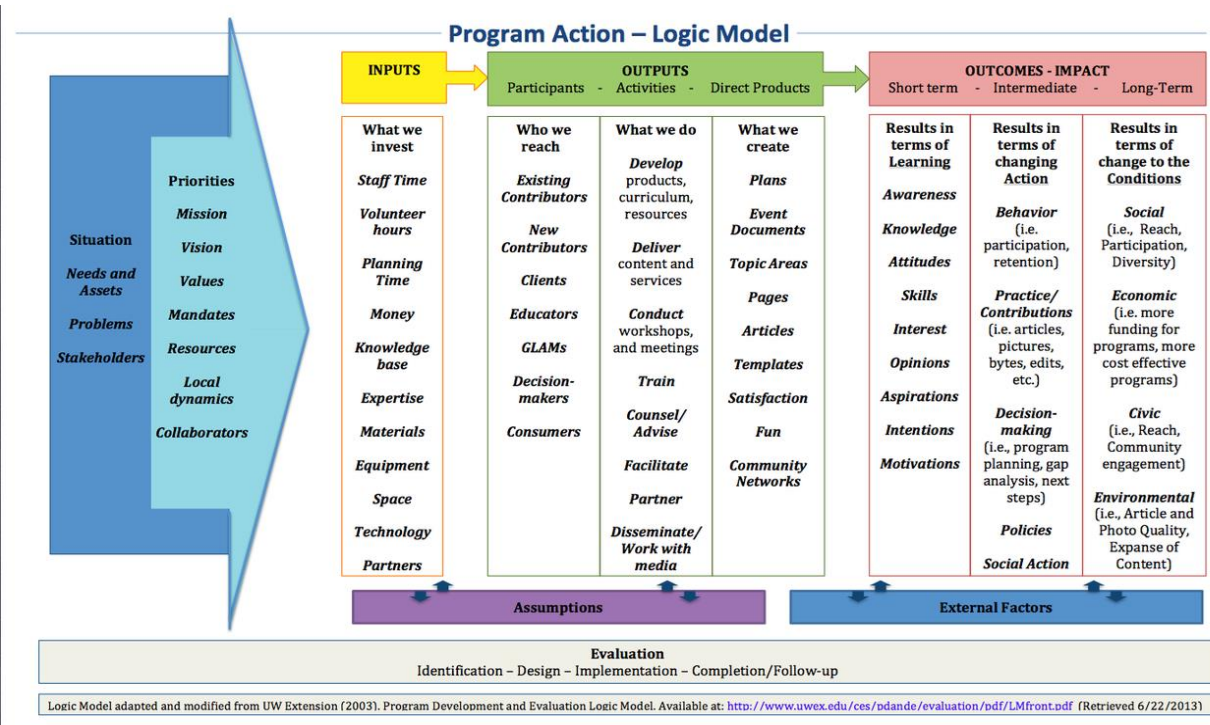 Program Action – Logic Model
Situation
Needs and
Assets
Problems
Stakeholders
Priorities
Mission
Vision
Values
Mandates
Resources
Local
dynamics
Collaborators
INPUTS
What we
invest
Staff Time
Volunteer
hours
Planning
Time
Money
Knowledge
base
Expertise
Materials
Equipment
Space
Technology
Partners
OUTPUTS
Participants - Activities - Direct Products
Who we
reach
Existing
Contributors
New
Contributors
Clients
Educators
GLAMs
Decision-
makers
Consumers
What we do
Develop
products,
curriculum,
resources
Deliver
content and
services
Conduct
workshops,
and meetings
Train
Counsel/
Advise
Facilitate
Partner
Disseminate/
Work with
media
What we
create
Plans
Event
Documents
Topic Areas
Pages
Articles
Templates
Satisfaction
Fun
Community
Networks
OUTCOMES - IMPACT
Short term - Intermediate - Long-Term
Results in
terms of
Learning
Awareness
Knowledge
Attitudes
Skills
Interest
Opinions
Aspirations
Intentions
Motivations
Results in
terms of
changing
Action
Behavior
(i.e.
participation,
retention)
Practice/
Contributions
(i.e. articles,
pictures,
bytes, edits,
etc.)
Decision-
making
(i.e., program
planning, gap
analysis, next
steps)
Policies
Social Action
Results in
terms of
change to the
Conditions
Social
(i.e., Reach,
Participation,
Diversity)
Economic
(i.e. more
funding for
programs, more
cost effective
programs)
Civic
(i.e., Reach,
Community
engagement)
Environmental
(i.e., Article and
Photo Quality,
Expanse of
Content)
Assumptions
External Factors
Evaluation
Identification – Design – Implementation – Completion/Follow-up
Logic Model adapted and modified from UW Extension (2003). Program Development and Evaluation Logic Model. Available at: http://www.uwex.edu/ces/pdande/evaluation/pdf/LMfront.pdf (Retrieved 6/22/2013)